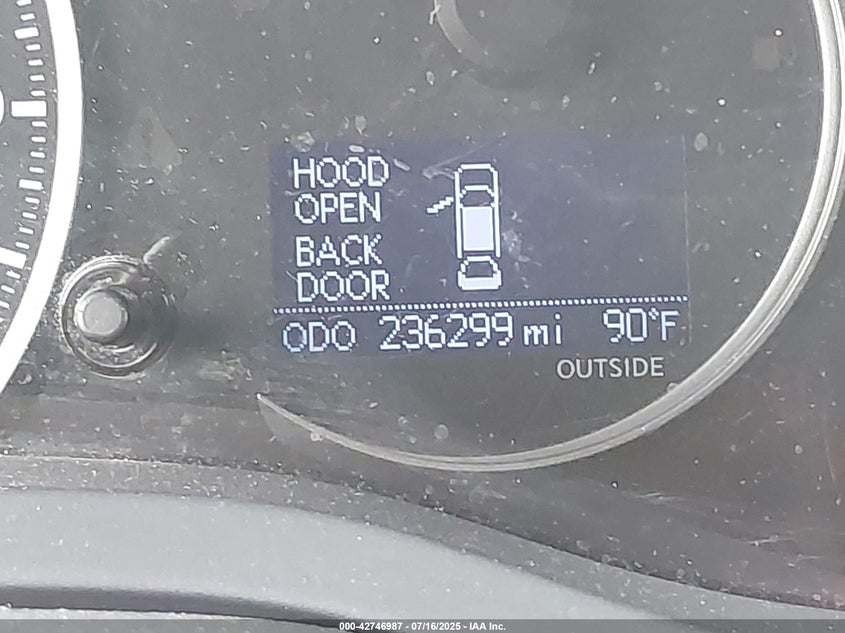 HOOD
OPEN
BACK
DOOR
ODO 236299 mi 90°F
OUTSIDE
000-42746987 - 07/16/2025 - IAA Inc.